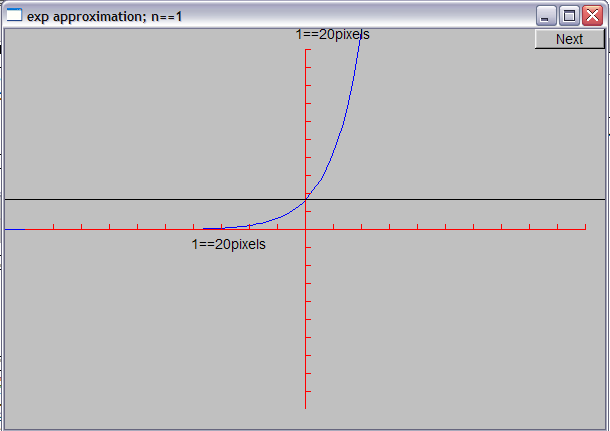 exp approximation; n==1
1==20pixels
Next
1==20pixels